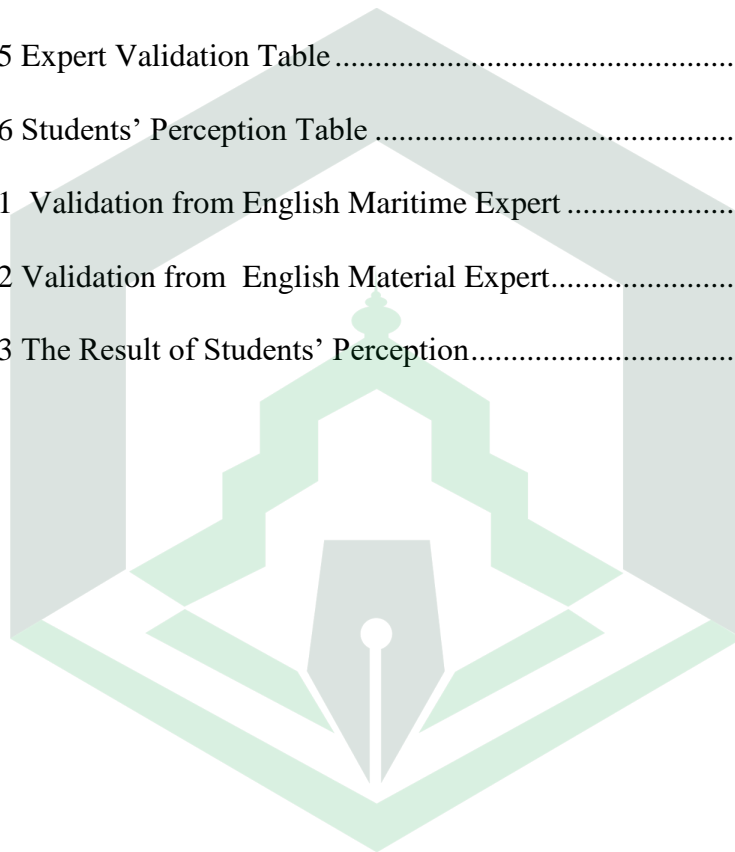 5 Expert Validation Table............................................
6 Students’ Perception Table .......................................
1  Validation from English Maritime Expert ..................
2 Validation from  English Material Expert....................
3 The Result of Students’ Perception.............................